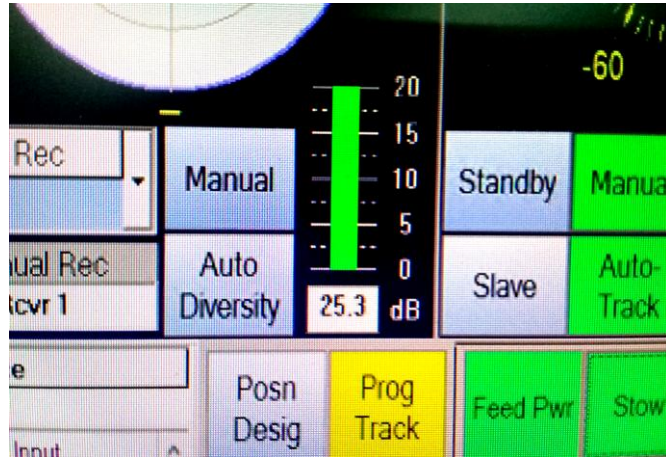 20
-60
15
Rec
Manual
10
Standby
Manua
5
ual Rec
Auto
Diversity
0
Slave
Auto-
Track
Rcvr 1
25.3
dB
e
Posn
Desig
Prog
Track
Feed Pwr
Stow
Input